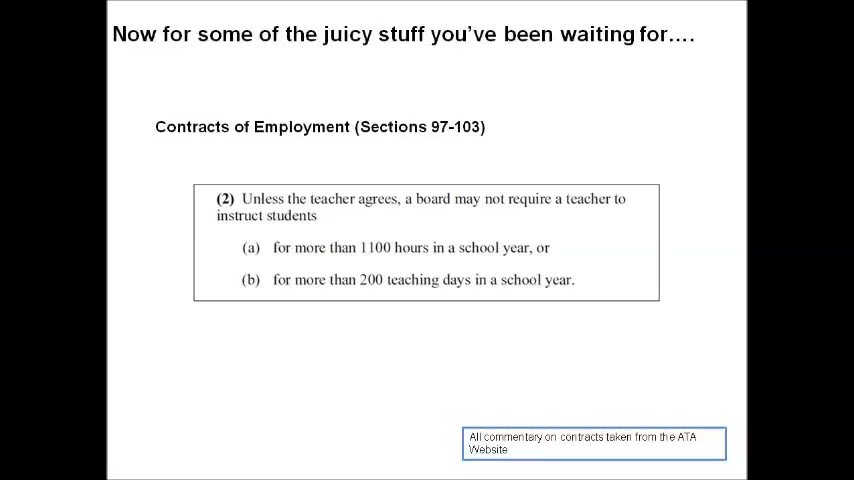 Now for some of the juicy stuff you've been waiting for....
Contracts of Employment (Sections 97-103)
(2) Unless the teacher agrees, a board may not require a teacher to
instruct students
(a) for more than 1100 hours in a school year, or
(b) for more than 200 teaching days in a school year.
All commentary on contracts taken from the ATA
Website